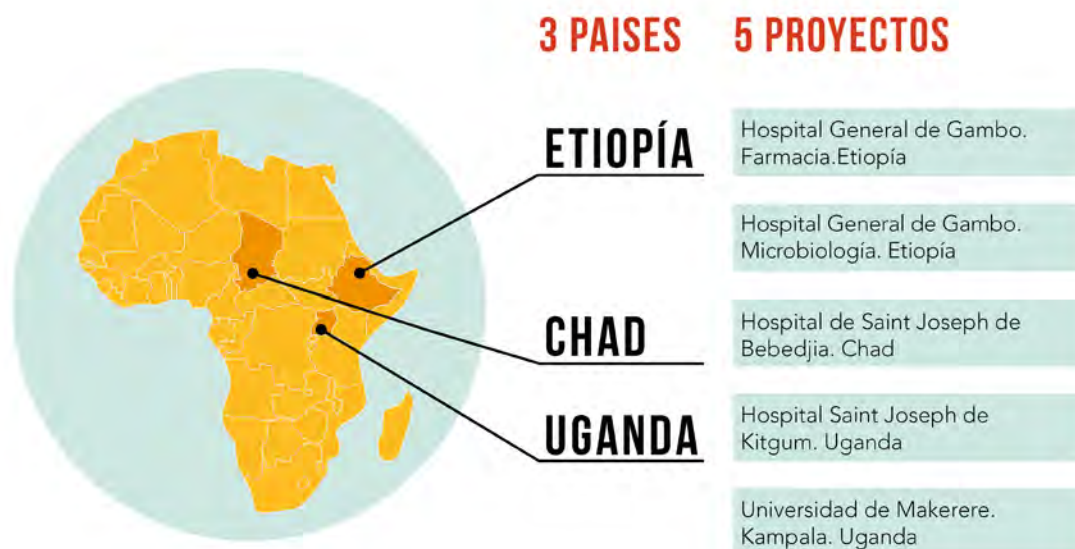 3 PAISES
5 PROYECTOS
ETIOPÍA
Hospital General de Gambo.
Farmacia.Etiopía
Hospital General de Gambo.
Microbiología. Etiopía
CHAD
Hospital de Saint Joseph de
Bebedjia. Chad
UGANDA
Hospital Saint Joseph de
Kitgum. Uganda
Universidad de Makerere.
Kampala. Uganda